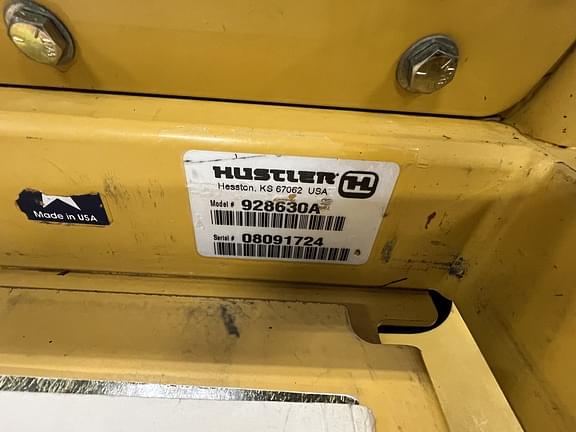 HUSTLER
Hesston, KS 67062 USA
H
Model # 928630A
Serial # 08091724
Made in USA